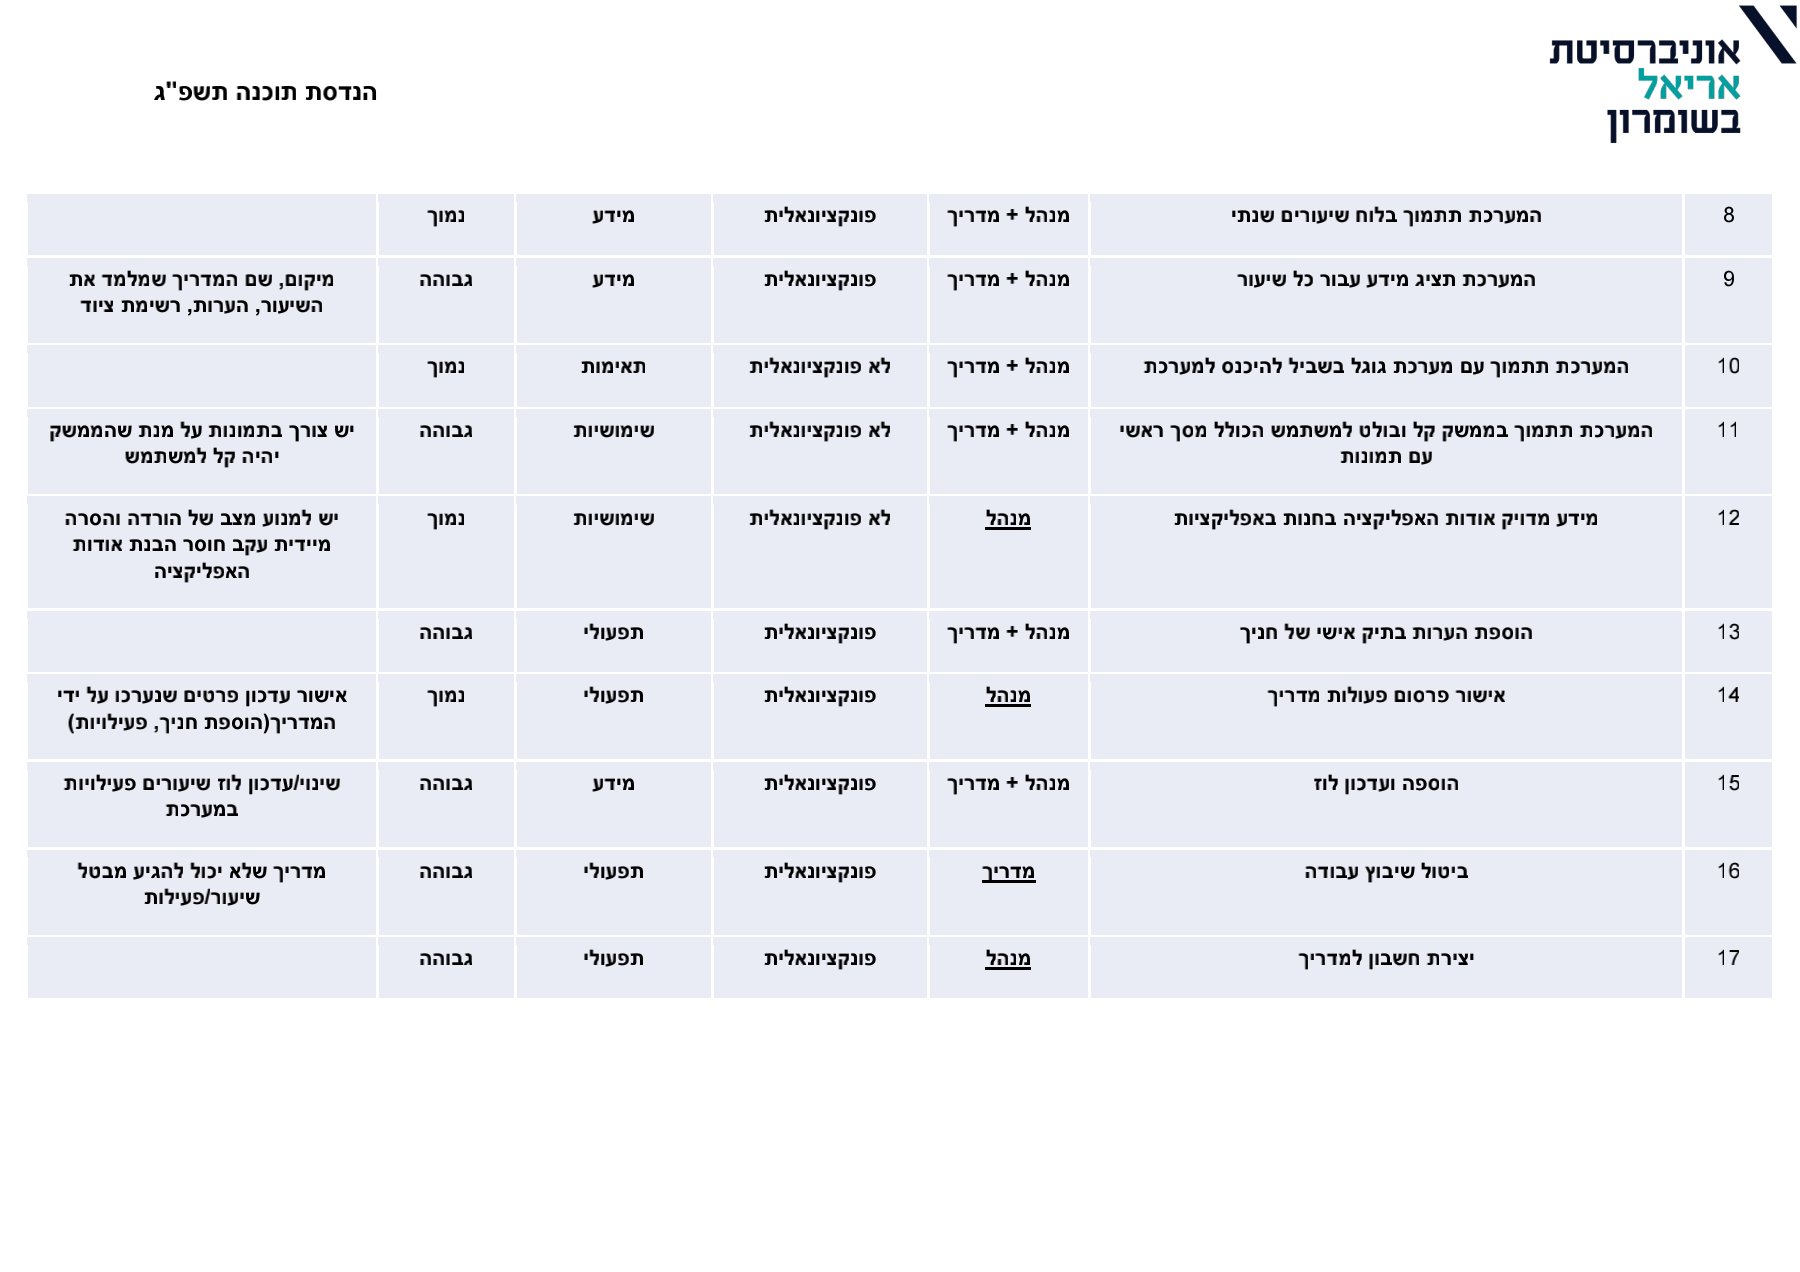 אוניברסיטת
אריאל
בשומרון
הנדסת תוכנה תשפ"ג
8 המערכת תתמוך בלוח שיעורים שנתי מנהל + מדריך פונקציונאלית מידע נמוך
9 המערכת תציג מידע עבור כל שיעור מנהל + מדריך פונקציונאלית מידע גבוהה מיקום, שם המדריך שמלמד את
השיעור, הערות, רשימת ציוד
10 המערכת תתמוך עם מערכת גוגל בשביל להיכנס למערכת מנהל + מדריך לא פונקציונאלית תאימות נמוך
11 המערכת תתמוך בממשק קל ובולט למשתמש הכולל מסך ראשי מנהל + מדריך לא פונקציונאלית שימושיות גבוהה יש צורך בתמונות על מנת שהממשק
עם תמונות יהיה קל למשתמש
12 מידע מדויק אודות האפליקציה בחנות באפליקציות מנהל לא פונקציונאלית שימושיות נמוך יש למנוע מצב של הורדה והסרה
מיידית עקב חוסר הבנת אודות
האפליקציה
13 הוספת הערות בתיק אישי של חניך מנהל + מדריך פונקציונאלית תפעולי גבוהה
14 אישור פרסום פעולות מדריך מנהל פונקציונאלית תפעולי נמוך אישור עדכון פרטים שנערכו על ידי
המדריך(הוספת חניך, פעילויות)
15 הוספה ועדכון לוז מנהל + מדריך פונקציונאלית מידע גבוהה שינוי/עדכון לוז שיעורים פעילויות
במערכת
16 ביטול שיבוץ עבודה מדריך פונקציונאלית תפעולי גבוהה מדריך שלא יכול להגיע מבטל
שיעור/פעילות
17 יצירת חשבון למדריך מנהל פונקציונאלית תפעולי גבוהה